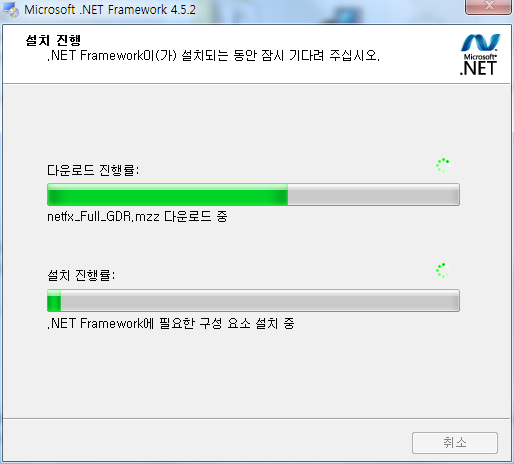 Microsoft .NET Framework 4.5.2
설치 진행
.NET Framework이(가) 설치되는 동안 잠시 기다려 주십시오.
Microsoft®
.NET
다운로드 진행률:
netfx_Full_GDR.mzz 다운로드 중
설치 진행률:
.NET Framework에 필요한 구성 요소 설치 중
취소